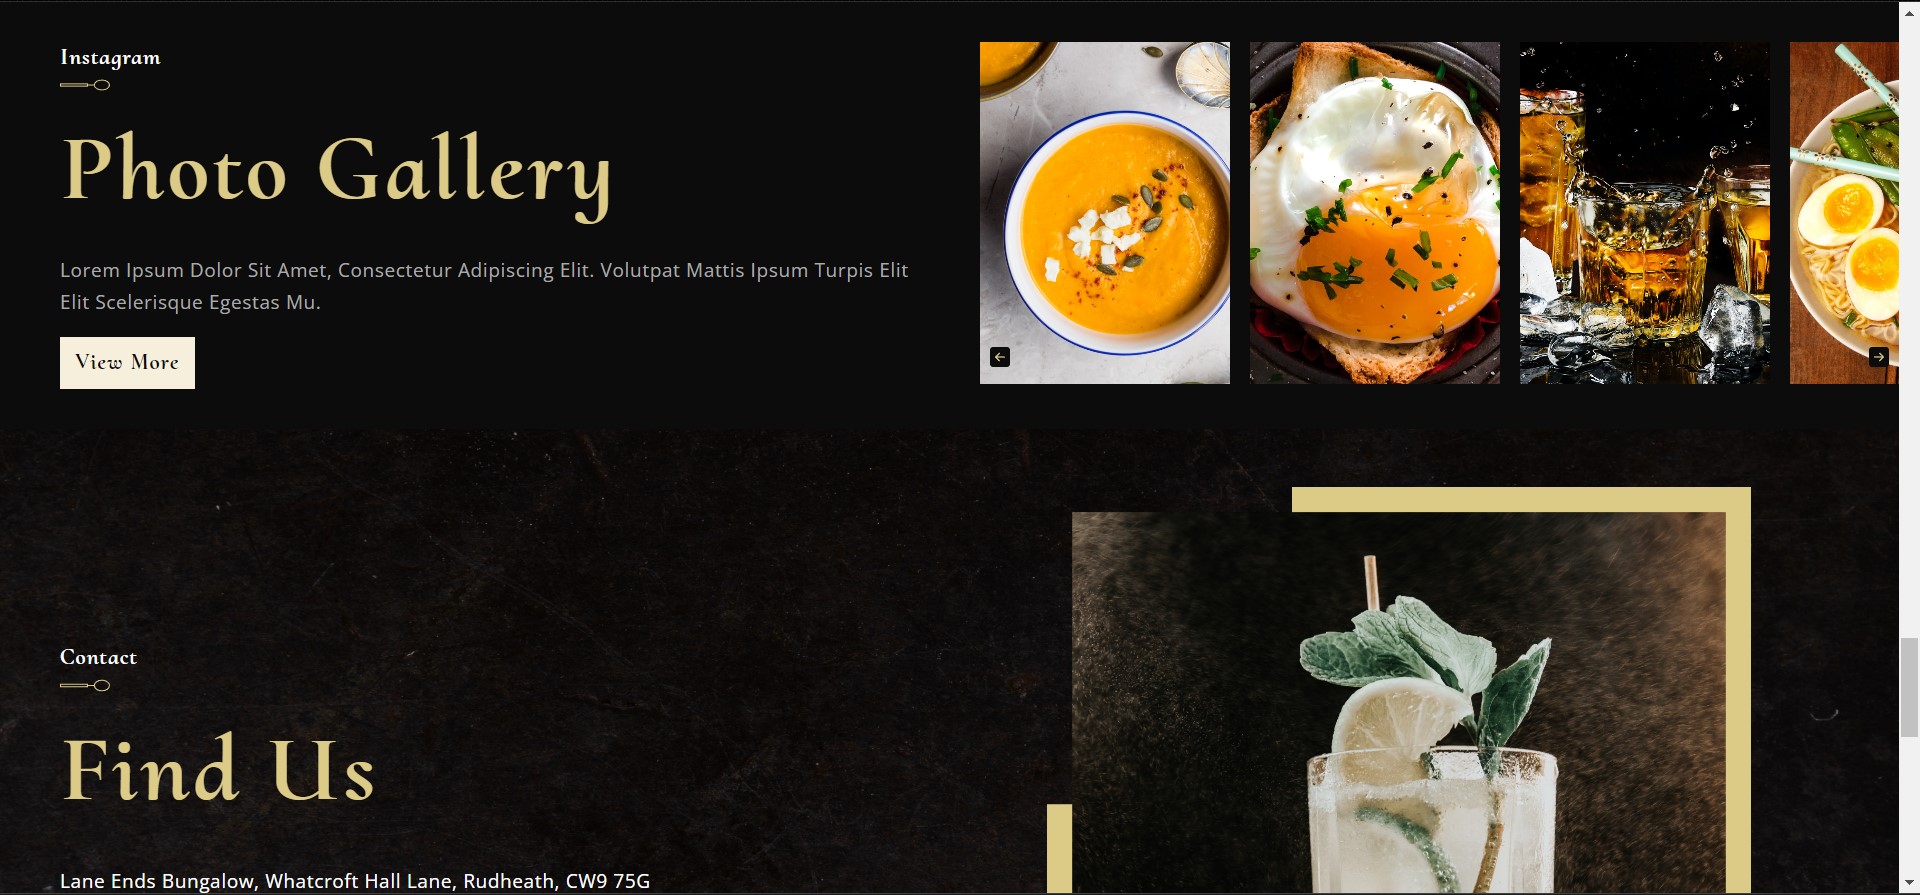 Instagram
Photo Gallery
Lorem Ipsum Dolor Sit Amet, Consectetur Adipiscing Elit. Volutpat Mattis Ipsum Turpis Elit
Elit Scelerisque Egestas Mu.
View More
Contact
Find Us
Lane Ends Bungalow, Whatcroft Hall Lane, Rudheath, CW9 75G